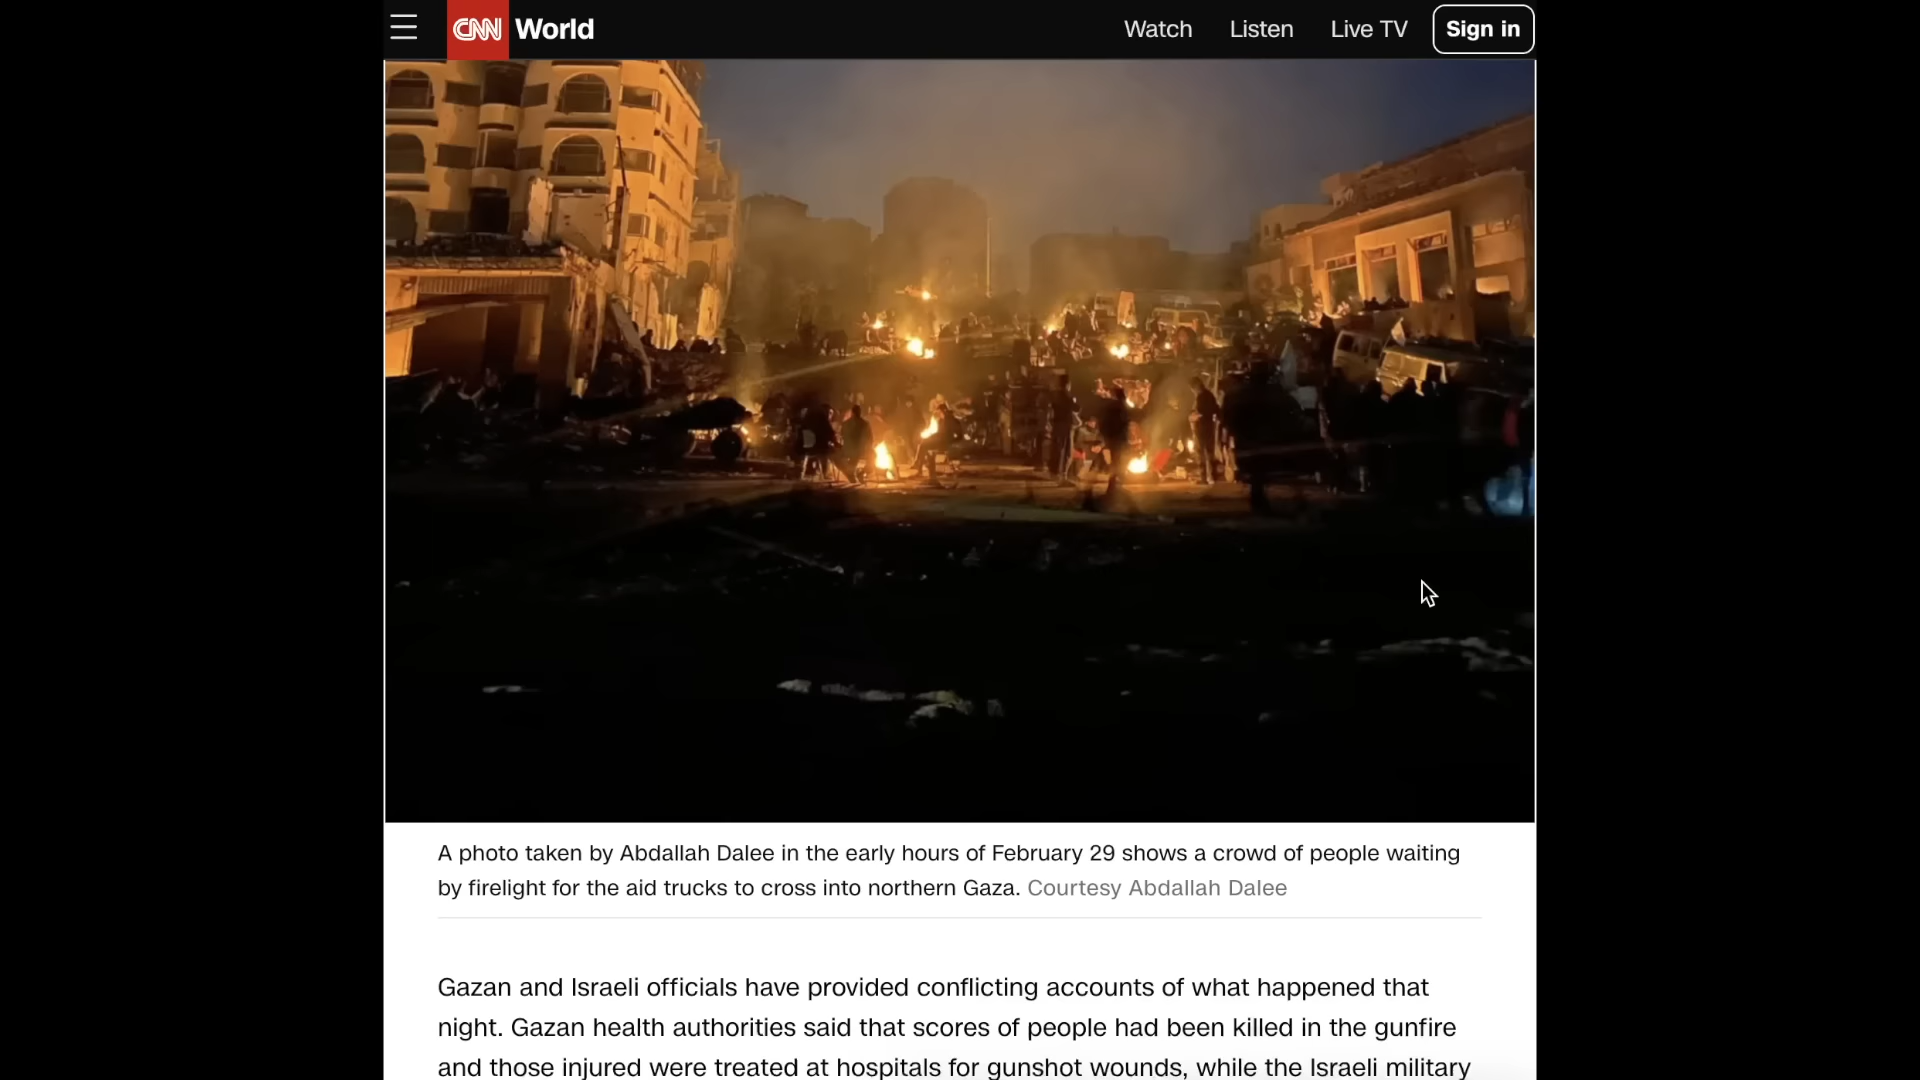 CNN World
Watch Listen Live TV Sign in
A photo taken by Abdallah Dalee in the early hours of February 29 shows a crowd of people waiting
by firelight for the aid trucks to cross into northern Gaza. Courtesy Abdallah Dalee
Gazan and Israeli officials have provided conflicting accounts of what happened that
night. Gazan health authorities said that scores of people had been killed in the gunfire
and those injured were treated at hospitals for gunshot wounds, while the Israeli military